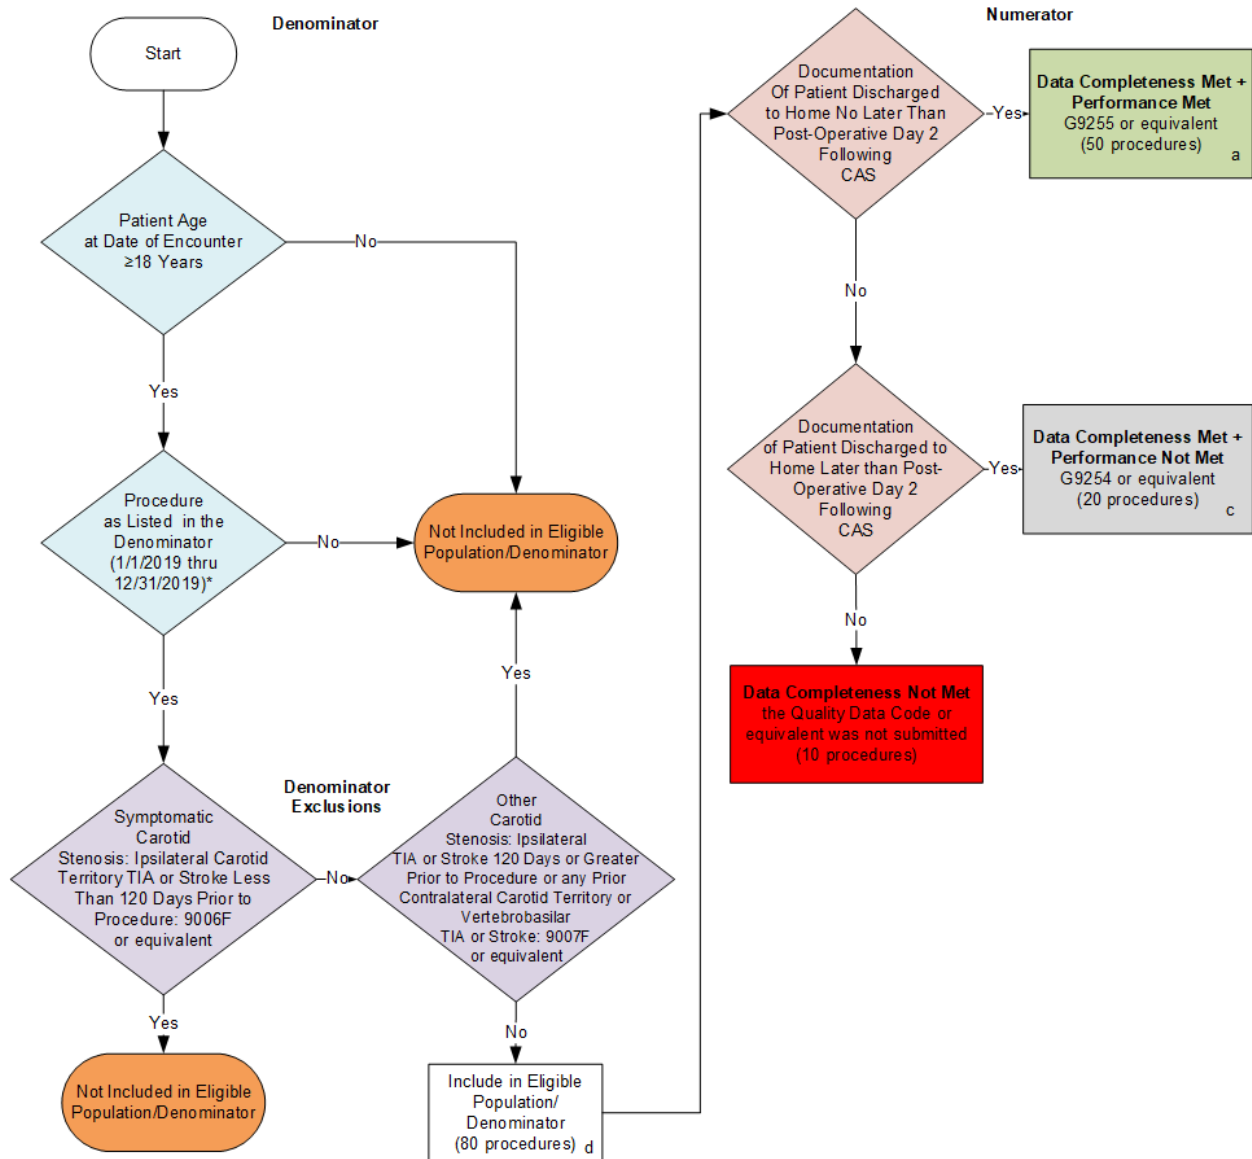 Denominator
Start
Patient Age
at Date of Encounter
≥18 Years
No
Yes
Procedure
as Listed in the
Denominator
(1/1/2019 thru
12/31/2019)*
No
Not Included in Eligible
Population/Denominator
Yes
Yes
Denominator
Exclusions
Symptomatic
Carotid
Stenosis: Ipsilateral Carotid
Territory TIA or Stroke Less
Than 120 Days Prior to
Procedure: 9006F
or equivalent
No
Other
Carotid
Stenosis: Ipsilateral
TIA or Stroke 120 Days or Greater
Prior to Procedure or any Prior
Contralateral Carotid Territory or
Vertebrobasilar
TIA or Stroke: 9007F
or equivalent
Yes
No
Not Included in Eligible
Population/Denominator
Include in Eligible
Population/
Denominator
(80 procedures)
d
Numerator
Documentation
Of Patient Discharged
to Home No Later Than
Post-Operative Day 2
Following
CAS
Yes
Data Completeness Met +
Performance Met
G9255 or equivalent
(50 procedures)
a
No
Documentation
of Patient Discharged to
Home Later than Post-
Operative Day 2
Following
CAS
Yes
Data Completeness Met +
Performance Not Met
G9254 or equivalent
(20 procedures)
c
No
Data Completeness Not Met
the Quality Data Code or
equivalent was not submitted
(10 procedures)